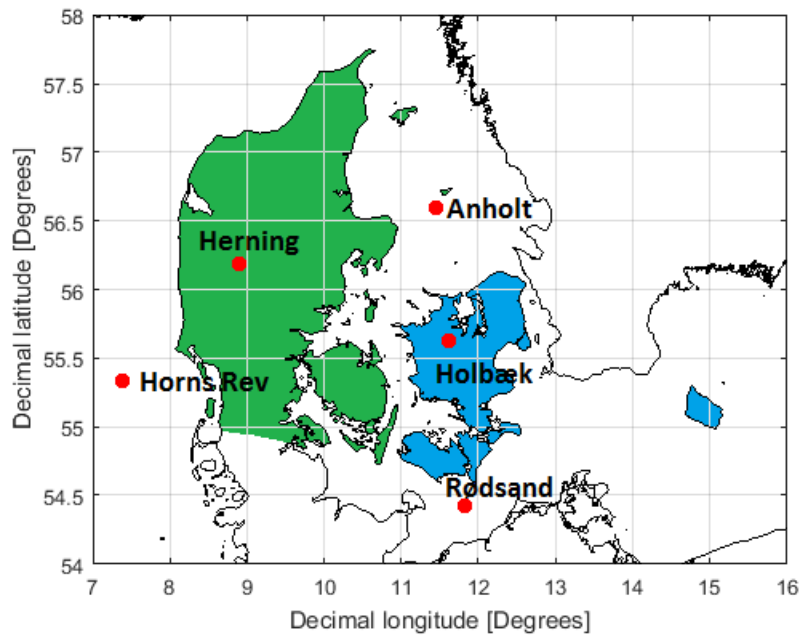 58
57.5
57
56.5
56
55.5
55
54.5
54
Decimal latitude [Degrees]
Anholt
Herning
Horns Rev
Holbæk
Rødsand
7 8 9 10 11 12 13 14 15 16
Decimal longitude [Degrees]